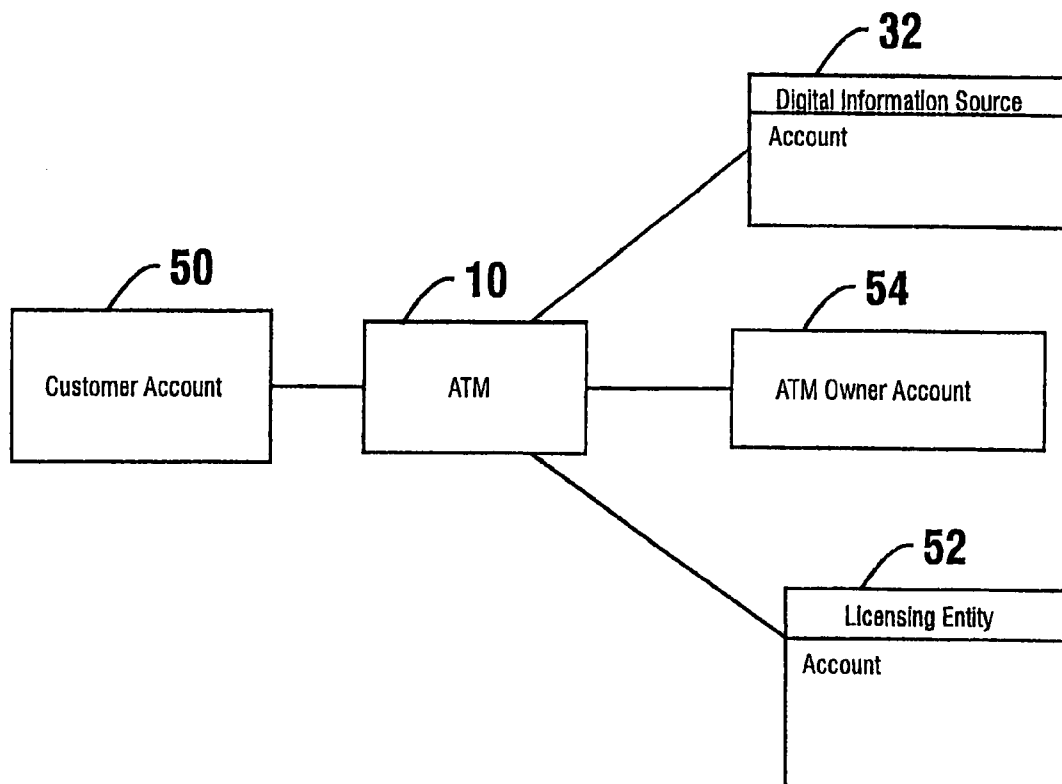 32
Digital Information Source
Account
50
10
54
Customer Account
ATM
ATM Owner Account
52
Licensing Entity
Account